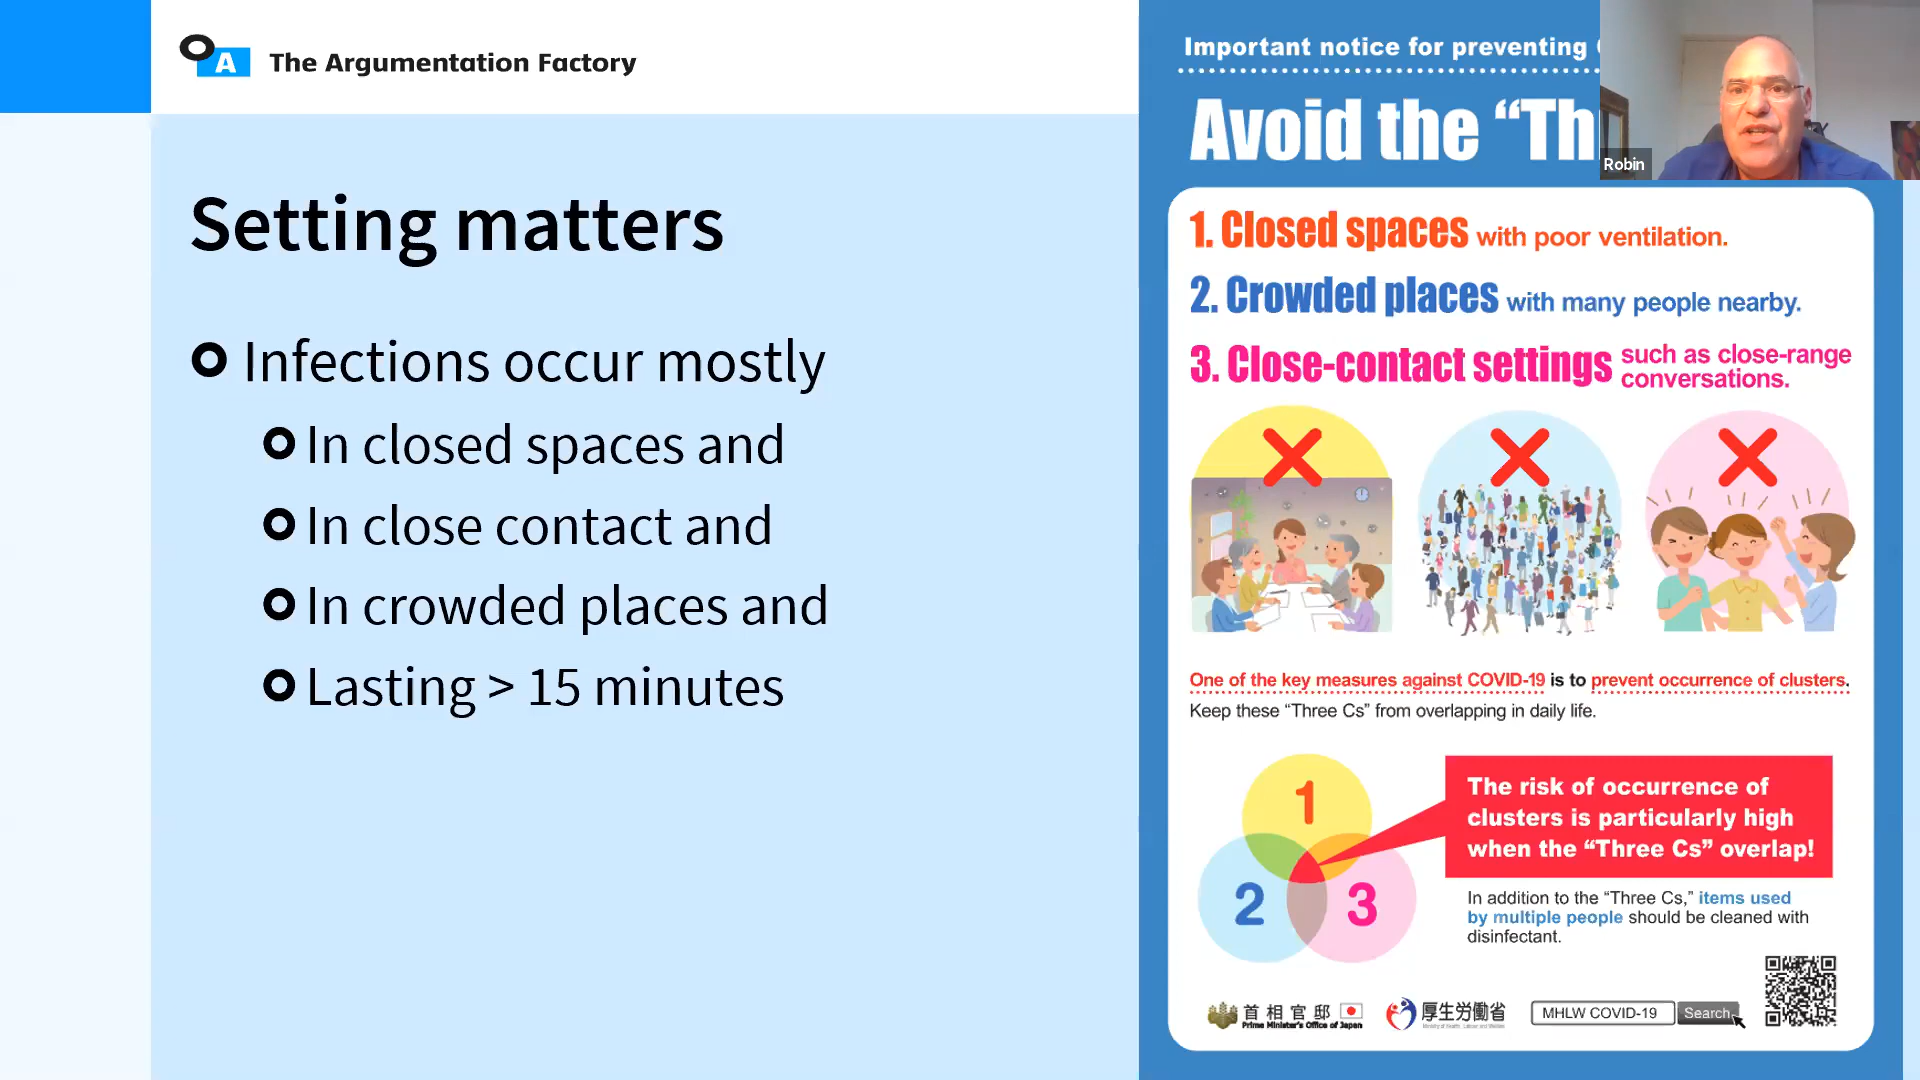 A
The Argumentation Factory
Setting matters
Infections occur mostly
In closed spaces and
In close contact and
In crowded places and
Lasting > 15 minutes
Important notice for preventing
Avoid the “Th
Robin
1. Closed spaces with poor ventilation.
2. Crowded places with many people nearby.
3. Close-contact settings such as close-range
conversations.
One of the key measures against COVID-19 is to prevent occurrence of clusters.
Keep these “Three Cs” from overlapping in daily life.
1
2
3
The risk of occurrence of
clusters is particularly high
when the “Three Cs” overlap!
In addition to the “Three Cs,” items used
by multiple people should be cleaned with
disinfectant.
首相官邸
Prime Minister's Office of Japan
厚生労働省
Ministry of Health, Labour and Welfare
MHLW COVID-19
Search